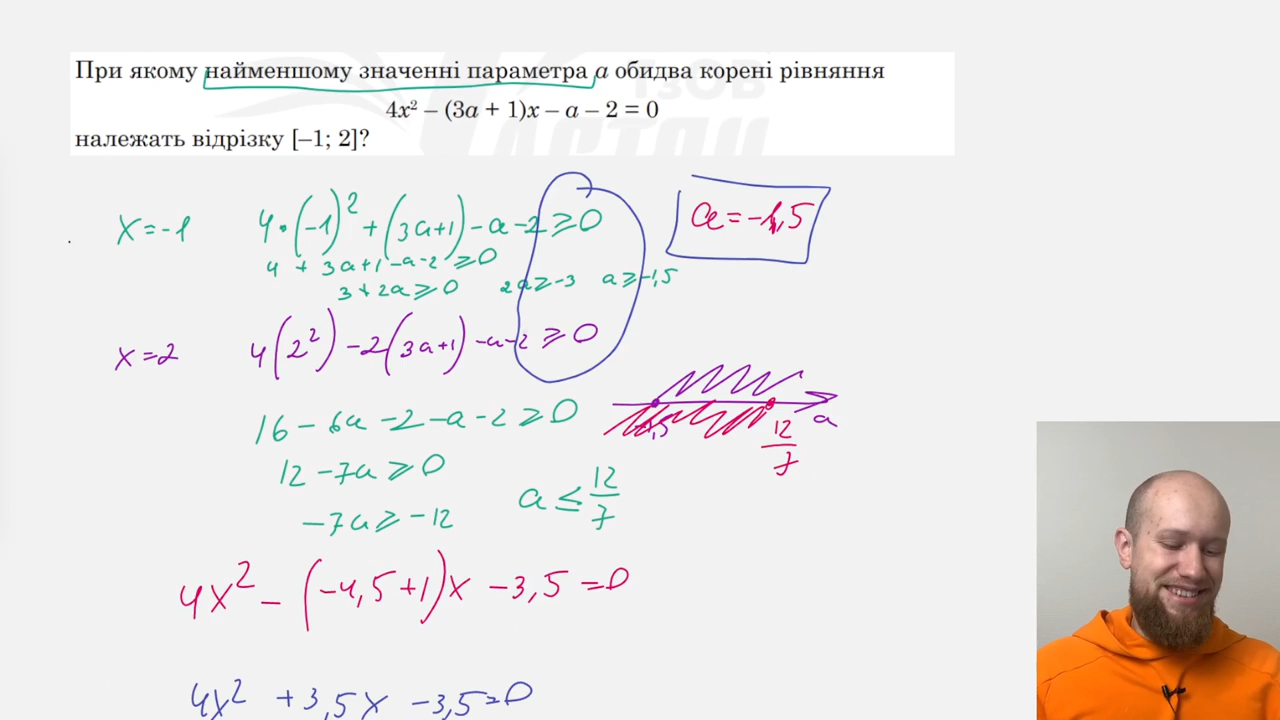 При якому найменшому значенні параметра a обидва корені рівняння
4x² – (3a + 1)x – a – 2 = 0
належать відрізку [–1; 2]?
x=-1 4·(-1)² + (3a+1) - a - 2 ≥ 0
a = -1,5
4 + 3a+1 -a-2 ≥ 0
3 + 2a ≥ 0 2a ≥ -3 a ≥ -1,5
x=2 4(2²) - 2(3a+1) - a - 2 ≥ 0
16 - 6a - 2 - a - 2 ≥ 0
a
12/7
12 - 7a ≥ 0
-7a ≥ -12 a ≤ 12/7
4x² - (-4,5+1)x - 3,5 = 0
4x² + 3,5x - 3,5 = 0